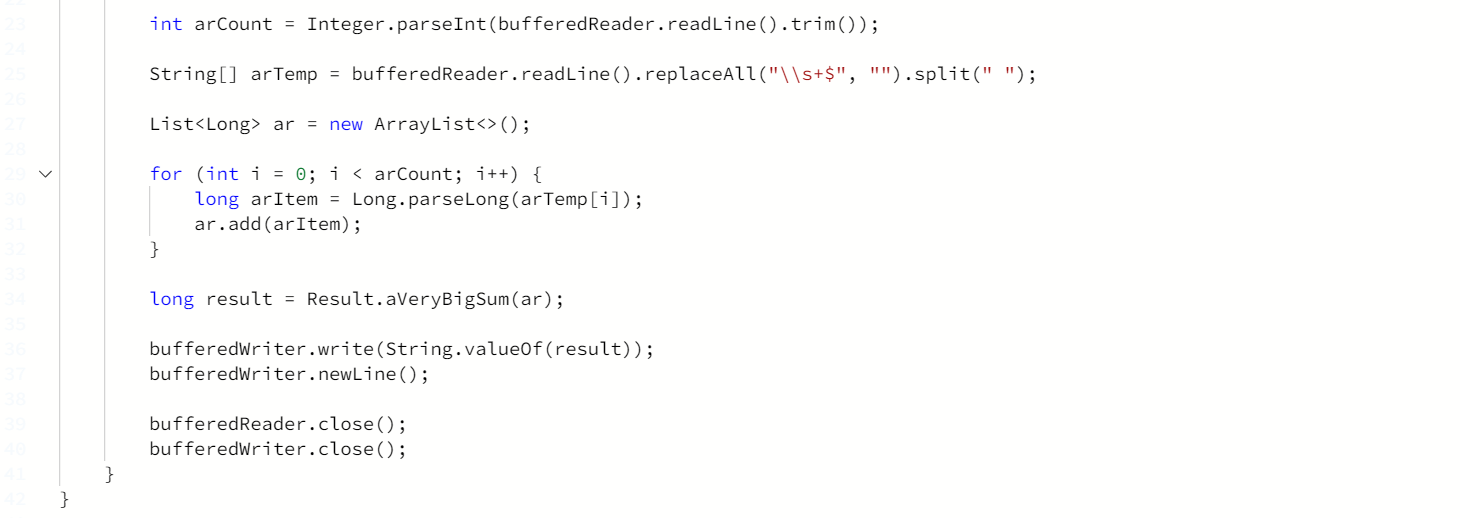 23 int arCount = Integer.parseInt(bufferedReader.readLine().trim());
24
25 String[] arTemp = bufferedReader.readLine().replaceAll("\\s+$", "").split(" ");
26
27 List<Long> ar = new ArrayList<>();
28
29 for (int i = 0; i < arCount; i++) {
30 long arItem = Long.parseLong(arTemp[i]);
31 ar.add(arItem);
32 }
33
34 long result = Result.aVeryBigSum(ar);
35
36 bufferedWriter.write(String.valueOf(result));
37 bufferedWriter.newLine();
38
39 bufferedReader.close();
40 bufferedWriter.close();
41 }
42 }